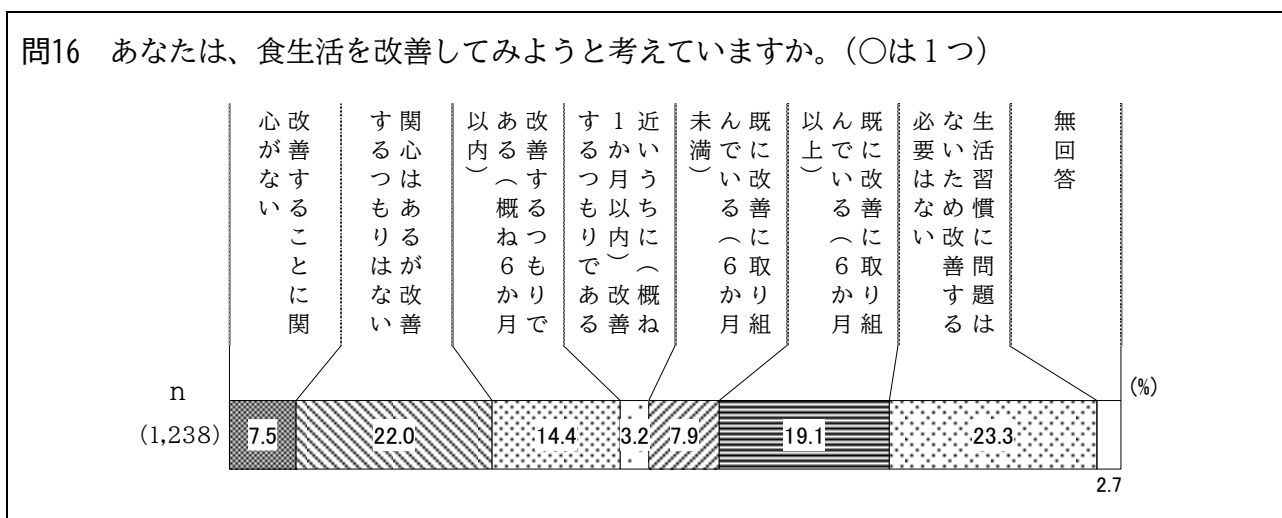 問16　あなたは、食生活を改善してみようと考えていますか。（○は１つ）
改善することに関
心がない
関心はあるが改善
するつもりはない
改善するつもりで
ある（概ね６か月
以内）
近いうちに（概ね
１か月以内）改善
するつもりである
既に改善に取り組
んでいる（６か月
未満）
既に改善に取り組
んでいる（６か月
以上）
生活習慣に問題は
ないため改善する
必要はない
無回答
(%)
n
(1,238)
7.5
22.0
14.4
3.2
7.9
19.1
23.3
2.7